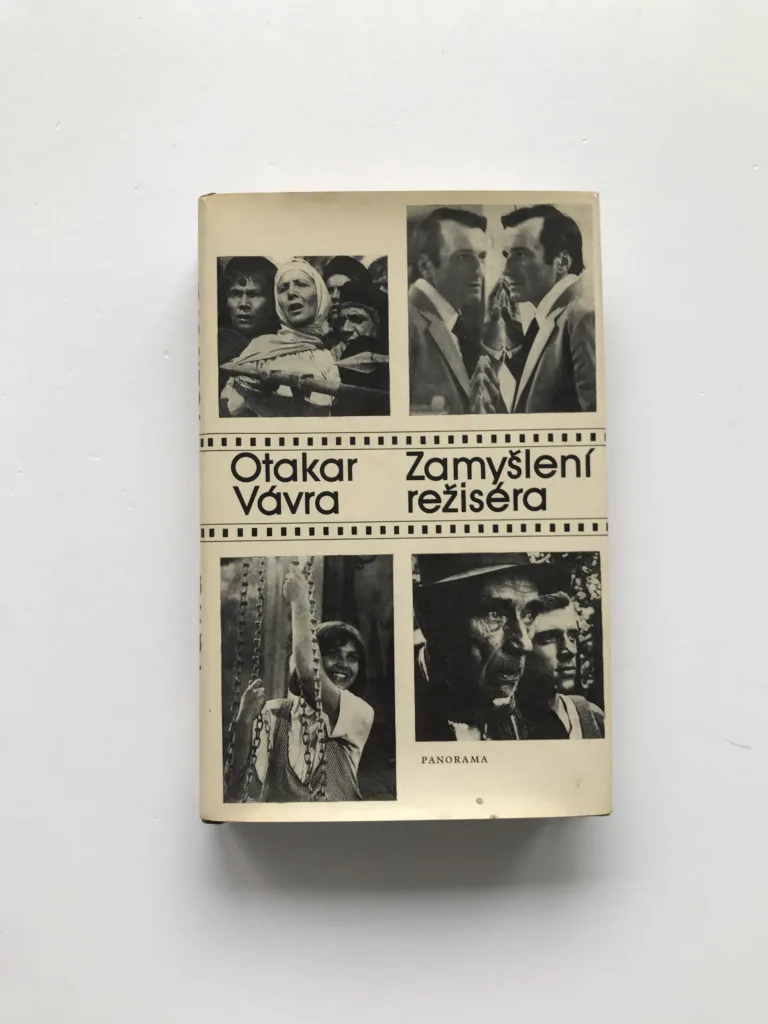 Otakar
Vávra
Zamyšlení
režiséra
PANORAMA